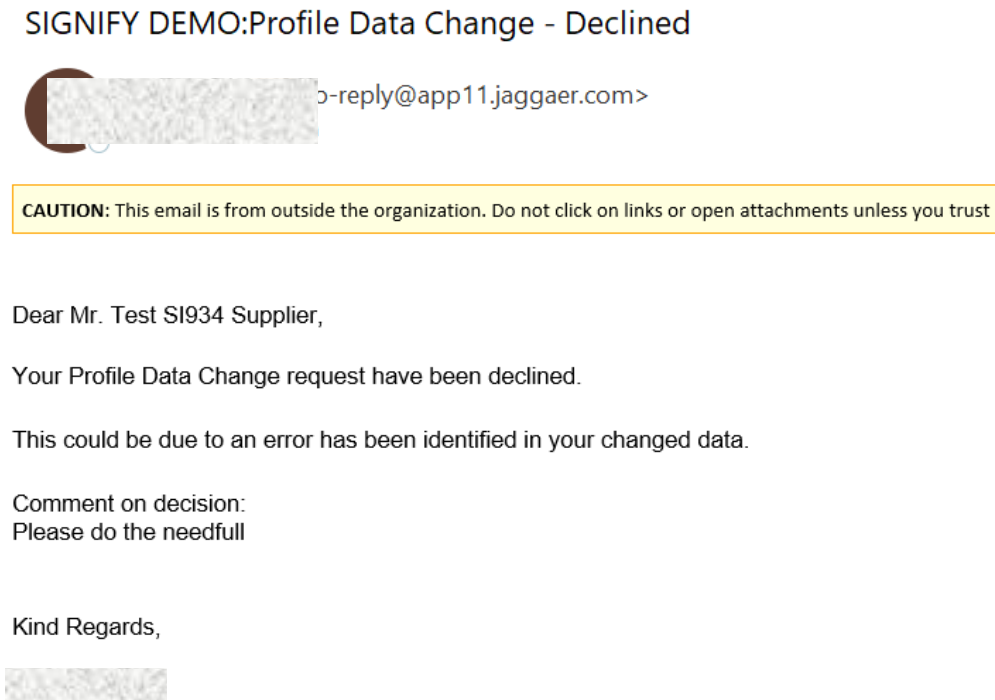 SIGNIFY DEMO:Profile Data Change - Declined
-reply@app11.jaggaer.com>
CAUTION: This email is from outside the organization. Do not click on links or open attachments unless you trust
Dear Mr. Test SI934 Supplier,
Your Profile Data Change request have been declined.
This could be due to an error has been identified in your changed data.
Comment on decision:
Please do the needfull
Kind Regards,